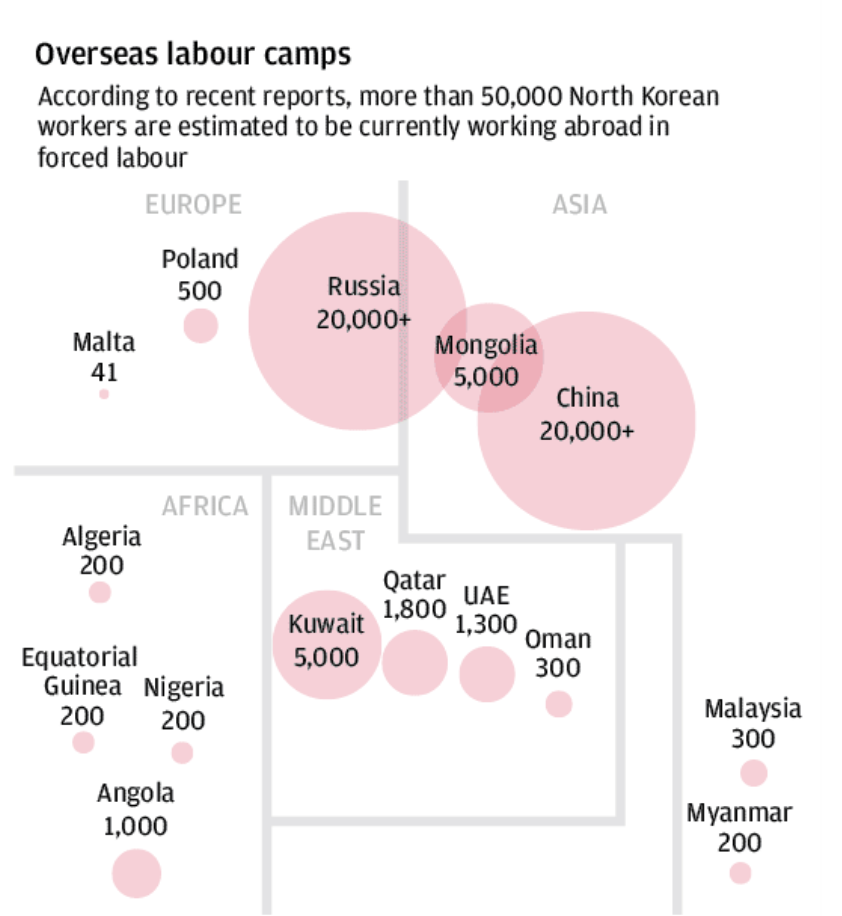 Overseas labour camps
According to recent reports, more than 50,000 North Korean
workers are estimated to be currently working abroad in
forced labour
EUROPE
Poland
500
Malta
41
Russia
20,000+
ASIA
Mongolia
5,000
China
20,000+
AFRICA
Algeria
200
Equatorial
Guinea
200
Nigeria
200
Angola
1,000
MIDDLE
EAST
Kuwait
5,000
Qatar
1,800
UAE
1,300
Oman
300
Malaysia
300
Myanmar
200